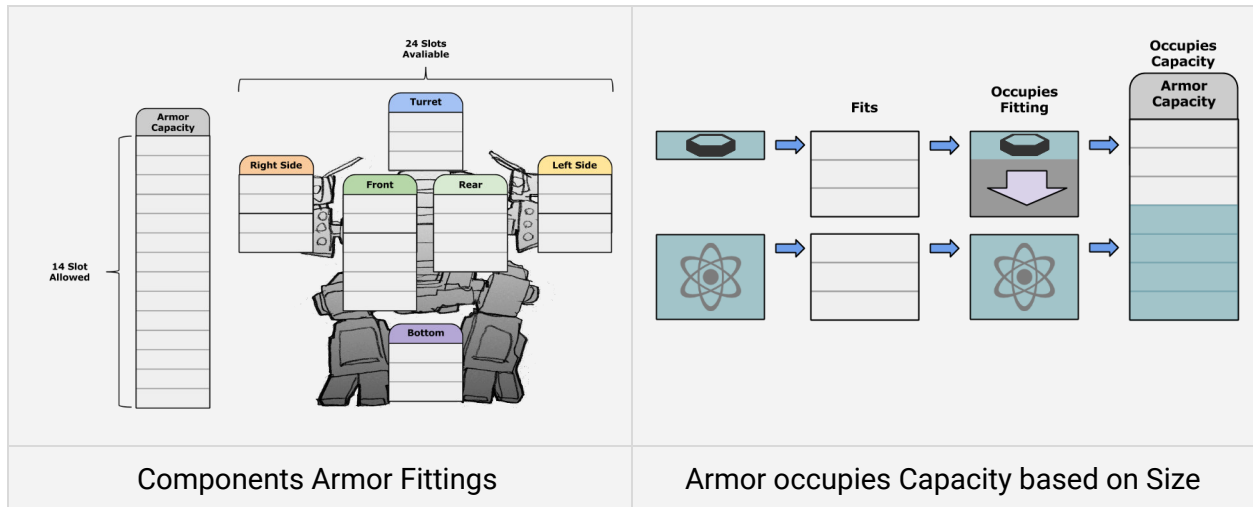 24 Slots
Avaliable
Turret
Armor
Capacity
Right Side
Left Side
Front
Rear
14 Slot
Allowed
Bottom
Components Armor Fittings
Occupies
Capacity
Fits
Occupies
Fitting
Armor
Capacity
Armor occupies Capacity based on Size